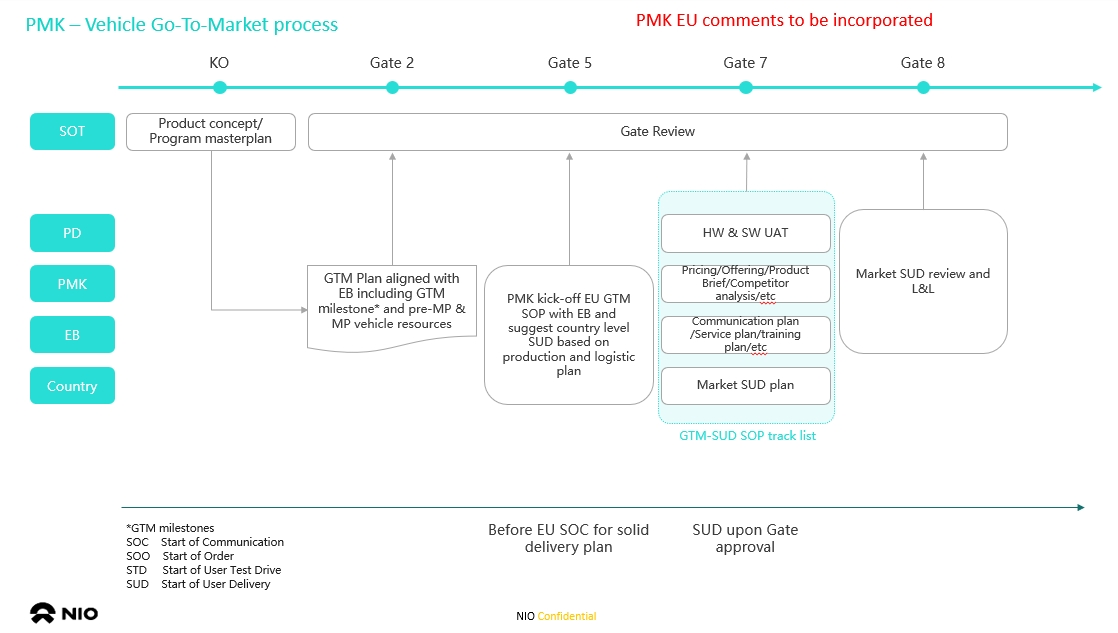 PMK – Vehicle Go-To-Market process
PMK EU comments to be incorporated
KO
Gate 2
Gate 5
Gate 7
Gate 8
SOT
Product concept/
Program masterplan
Gate Review
PD
PMK
EB
Country
GTM Plan aligned with
EB including GTM
milestone* and pre-MP &
MP vehicle resources
PMK kick-off EU GTM
SOP with EB and
suggest country level
SUD based on
production and logistic
plan
HW & SW UAT
Pricing/Offering/Product
Brief/Competitor
analysis/etc
Communication plan
/Service plan/training
plan/etc
Market SUD plan
GTM-SUD SOP track list
Market SUD review and
L&L
Before EU SOC for solid
delivery plan
SUD upon Gate
approval
*GTM milestones
SOC Start of Communication
SOO Start of Order
STD Start of User Test Drive
SUD Start of User Delivery
NIO
NIO Confidential